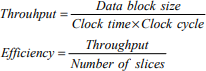 Throuhput = Data block size / Clock time×Clock cycle
Efficiency = Throughput / Number of slices